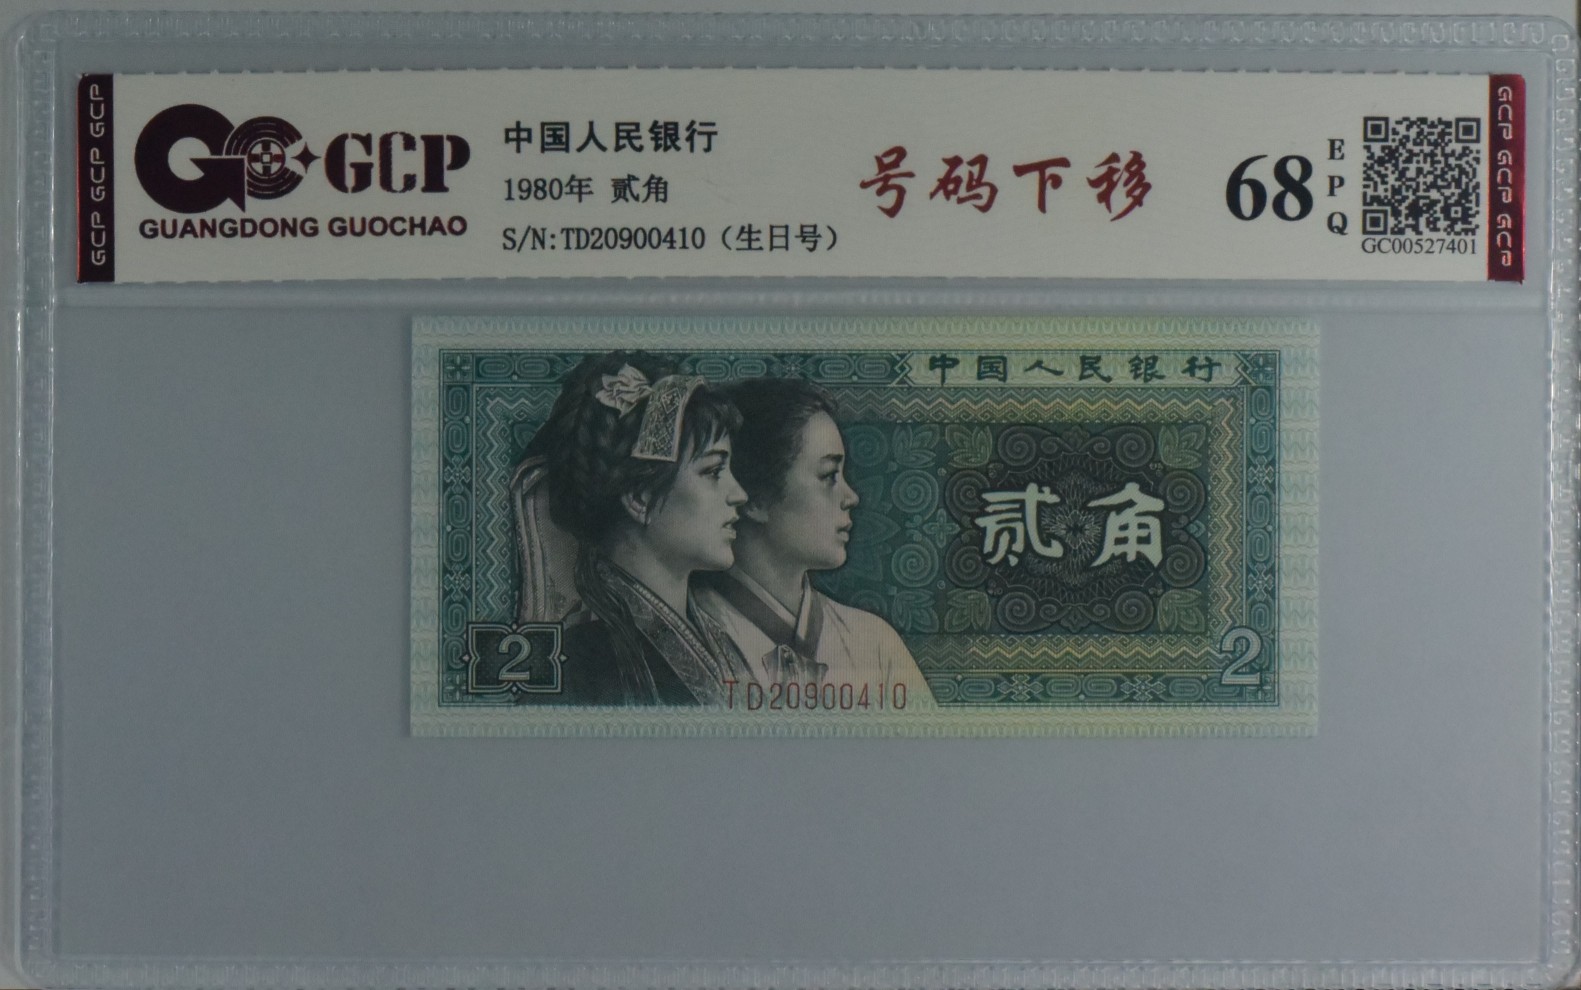 GCP GCP GCP
GCP
GUANGDONG GUOCHAO
中国人民银行
1980年 贰角
S/N:TD20900410（生日号）
号码下移
68
EPQ
GC00527401
GCP GCP GCP GCP
中国人民银行
贰角
2
2
TD20900410